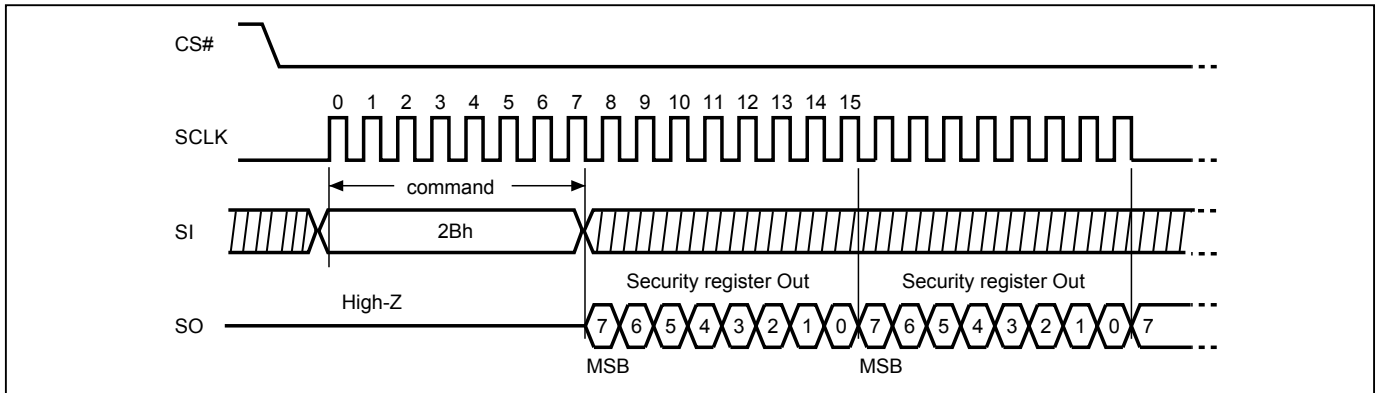 CS#
0 1 2 3 4 5 6 7 8 9 10 11 12 13 14 15
SCLK
command
SI
2Bh
Security register Out Security register Out
High-Z
SO
7 6 5 4 3 2 1 0 7 6 5 4 3 2 1 0 7
MSB MSB